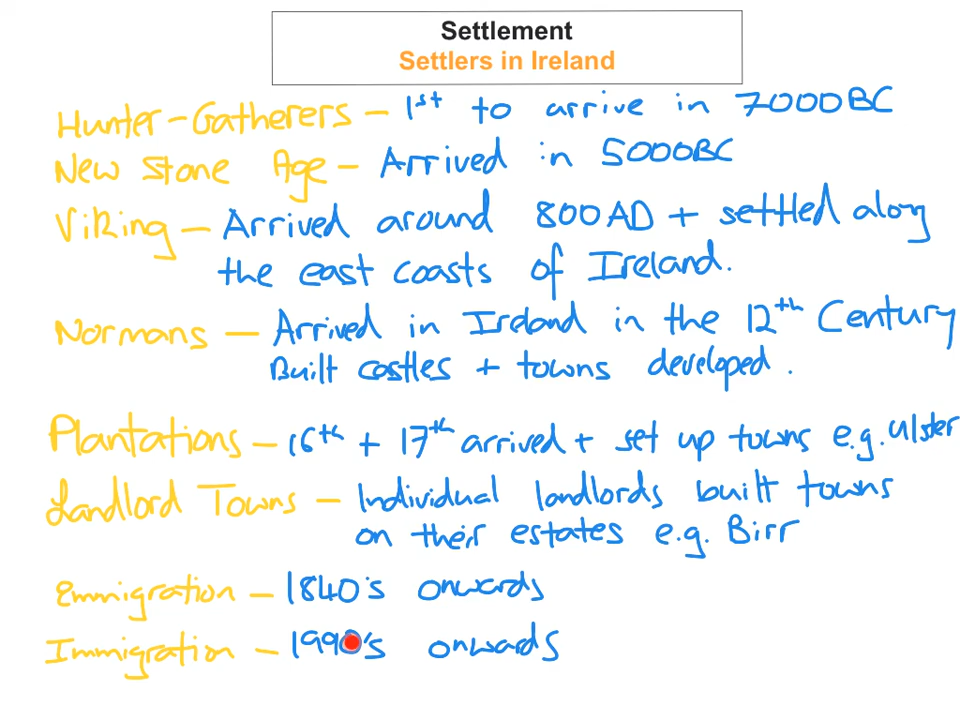 Settlement
Settlers in Ireland
Hunter-Gatherers - 1st to arrive in 7000BC
New Stone Age - Arrived in 5000BC
Viking - Arrived around 800AD + settled along
the east coasts of Ireland.
Normans - Arrived in Ireland in the 12th Century
Built castles + towns developed.
Plantations - 16th + 17th arrived + set up towns e.g. Ulster
Landlord Towns - Individual landlords built towns
on their estates e.g. Birr
Emmigration - 1840's onwards
Immigration - 1990's onwards